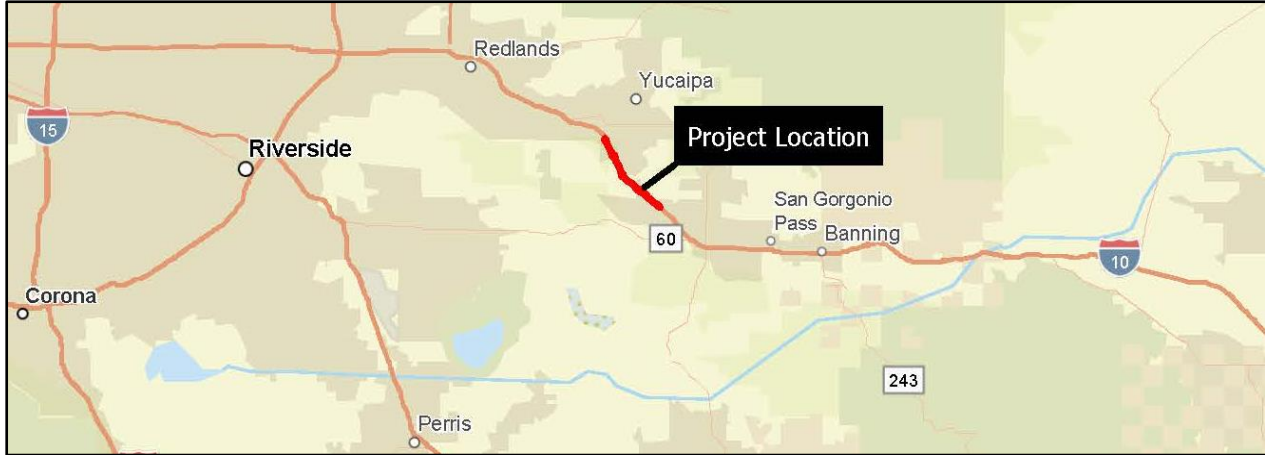 Redlands
Yucaipa
15
Project Location
Riverside
San Gorgonio
Pass
Banning
60
10
Corona
243
Perris